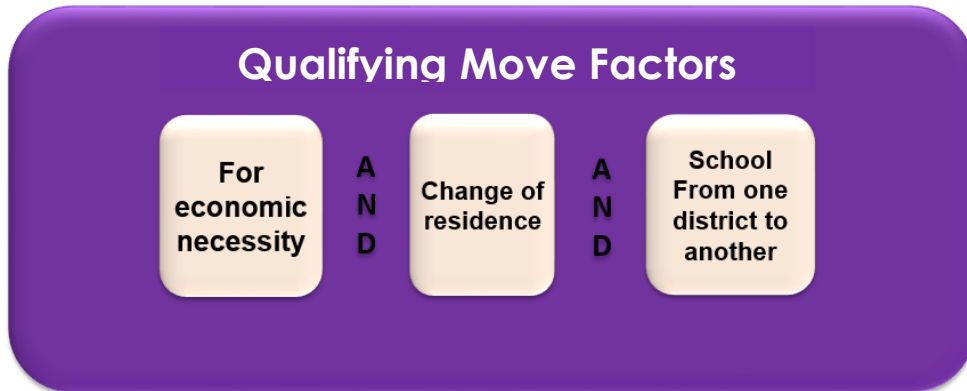 Qualifying Move Factors
For
economic
necessity
A
N
D
Change of
residence
A
N
D
School
From one
district to
another